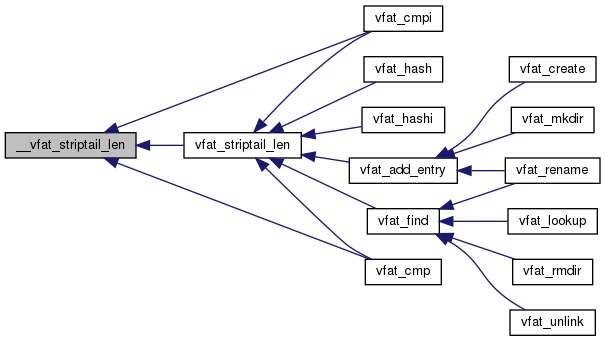 __vfat_striptail_len
vfat_striptail_len
vfat_cmpi
vfat_hash
vfat_hashi
vfat_add_entry
vfat_find
vfat_cmp
vfat_create
vfat_mkdir
vfat_rename
vfat_lookup
vfat_rmdir
vfat_unlink